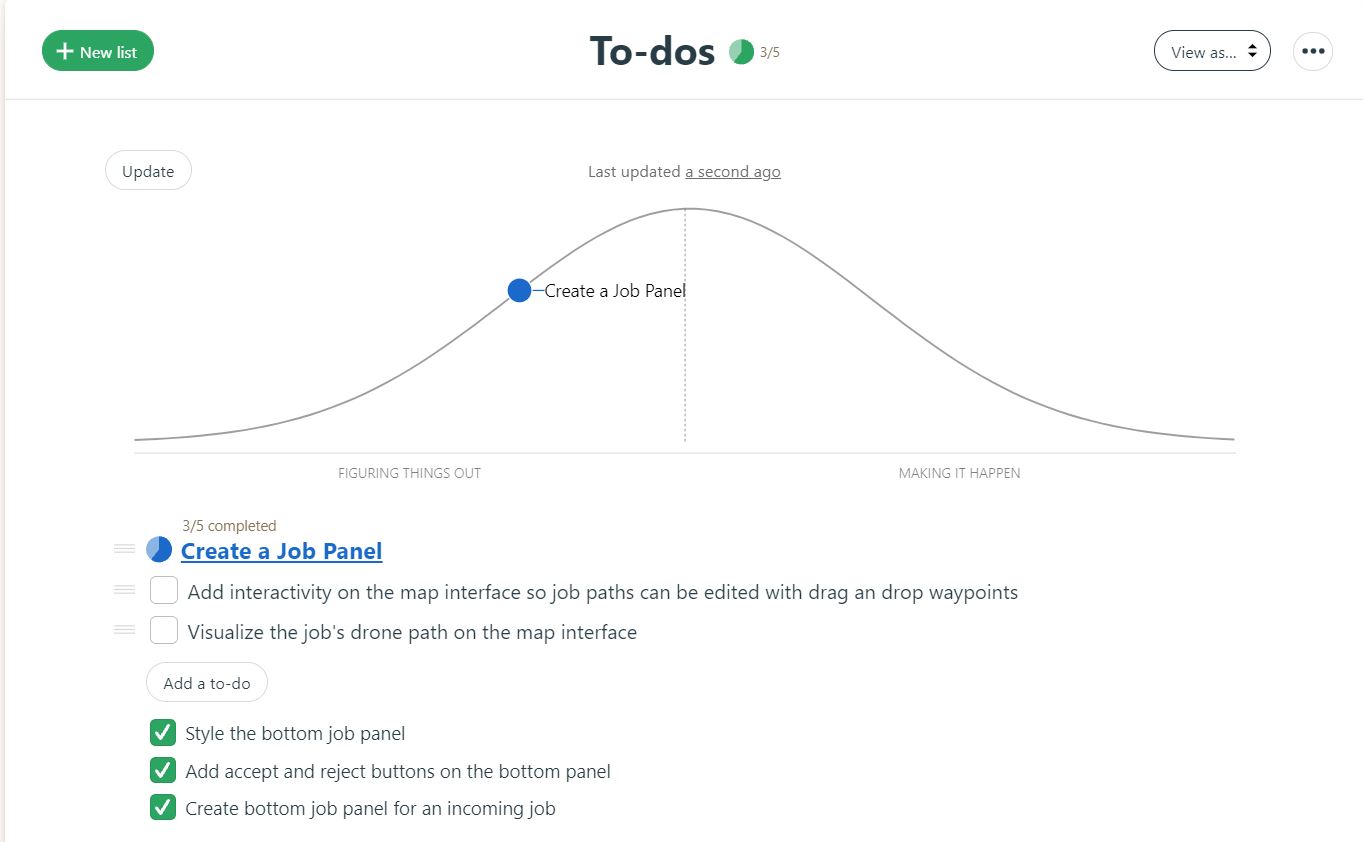 New list
To-dos
3/5
View as...
Update
Last updated a second ago
Create a Job Panel
FIGURING THINGS OUT
MAKING IT HAPPEN
3/5 completed
Create a Job Panel
Add interactivity on the map interface so job paths can be edited with drag an drop waypoints
Visualize the job's drone path on the map interface
Add a to-do
Style the bottom job panel
Add accept and reject buttons on the bottom panel
Create bottom job panel for an incoming job